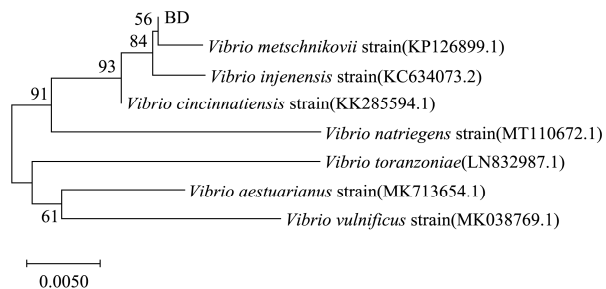 56 BD
84 Vibrio metschnikovii strain(KP126899.1)
93 Vibrio injenensis strain(KC634073.2)
Vibrio cincinnatiensis strain(KK285594.1)
91
Vibrio natriegens strain(MT110672.1)
Vibrio toranzoniae(LN832987.1)
Vibrio aestuarianus strain(MK713654.1)
61 Vibrio vulnificus strain(MK038769.1)
0.0050